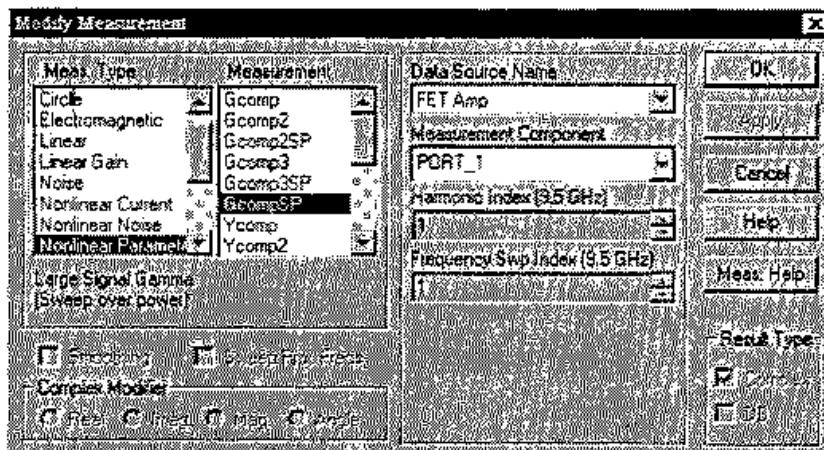 Modify Measurement
Meas. Type
Circle
Electromagnetic
Linear
Linear Gain
Noise
Nonlinear Current
Nonlinear Noise
Nonlinear Paramet
Large Signal Gamma
(Sweep over power)
Measurement
Gcomp
Gcomp2
Gcomp2SP
Gcomp3
Gcomp3SP
GcompSP
Ycomp
Ycomp2
Complex Modifier
Real
Imag
Mag
Angle
Data Source Name
FET Amp
Measurement Component
PORT_1
Harmonic Index (9.5 GHz)
1
Frequency Swp Index (9.5 GHz)
1
OK
Apply
Cancel
Help
Meas. Help
Result Type